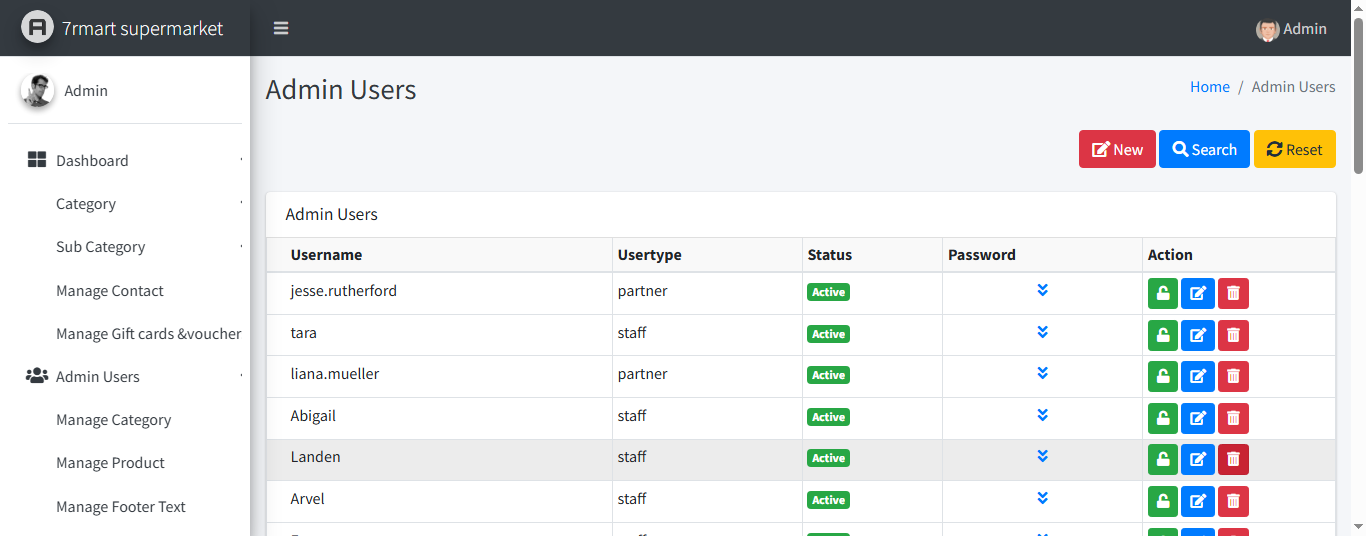 7rmart supermarket
Admin
Admin
Admin Users
Home / Admin Users
Dashboard
Category
Sub Category
Manage Contact
Manage Gift cards &voucher
Admin Users
Manage Category
Manage Product
Manage Footer Text
New Search Reset
Admin Users
Username Usertype Status Password Action
jesse.rutherford partner Active
tara staff Active
liana.mueller partner Active
Abigail staff Active
Landen staff Active
Arvel staff Active